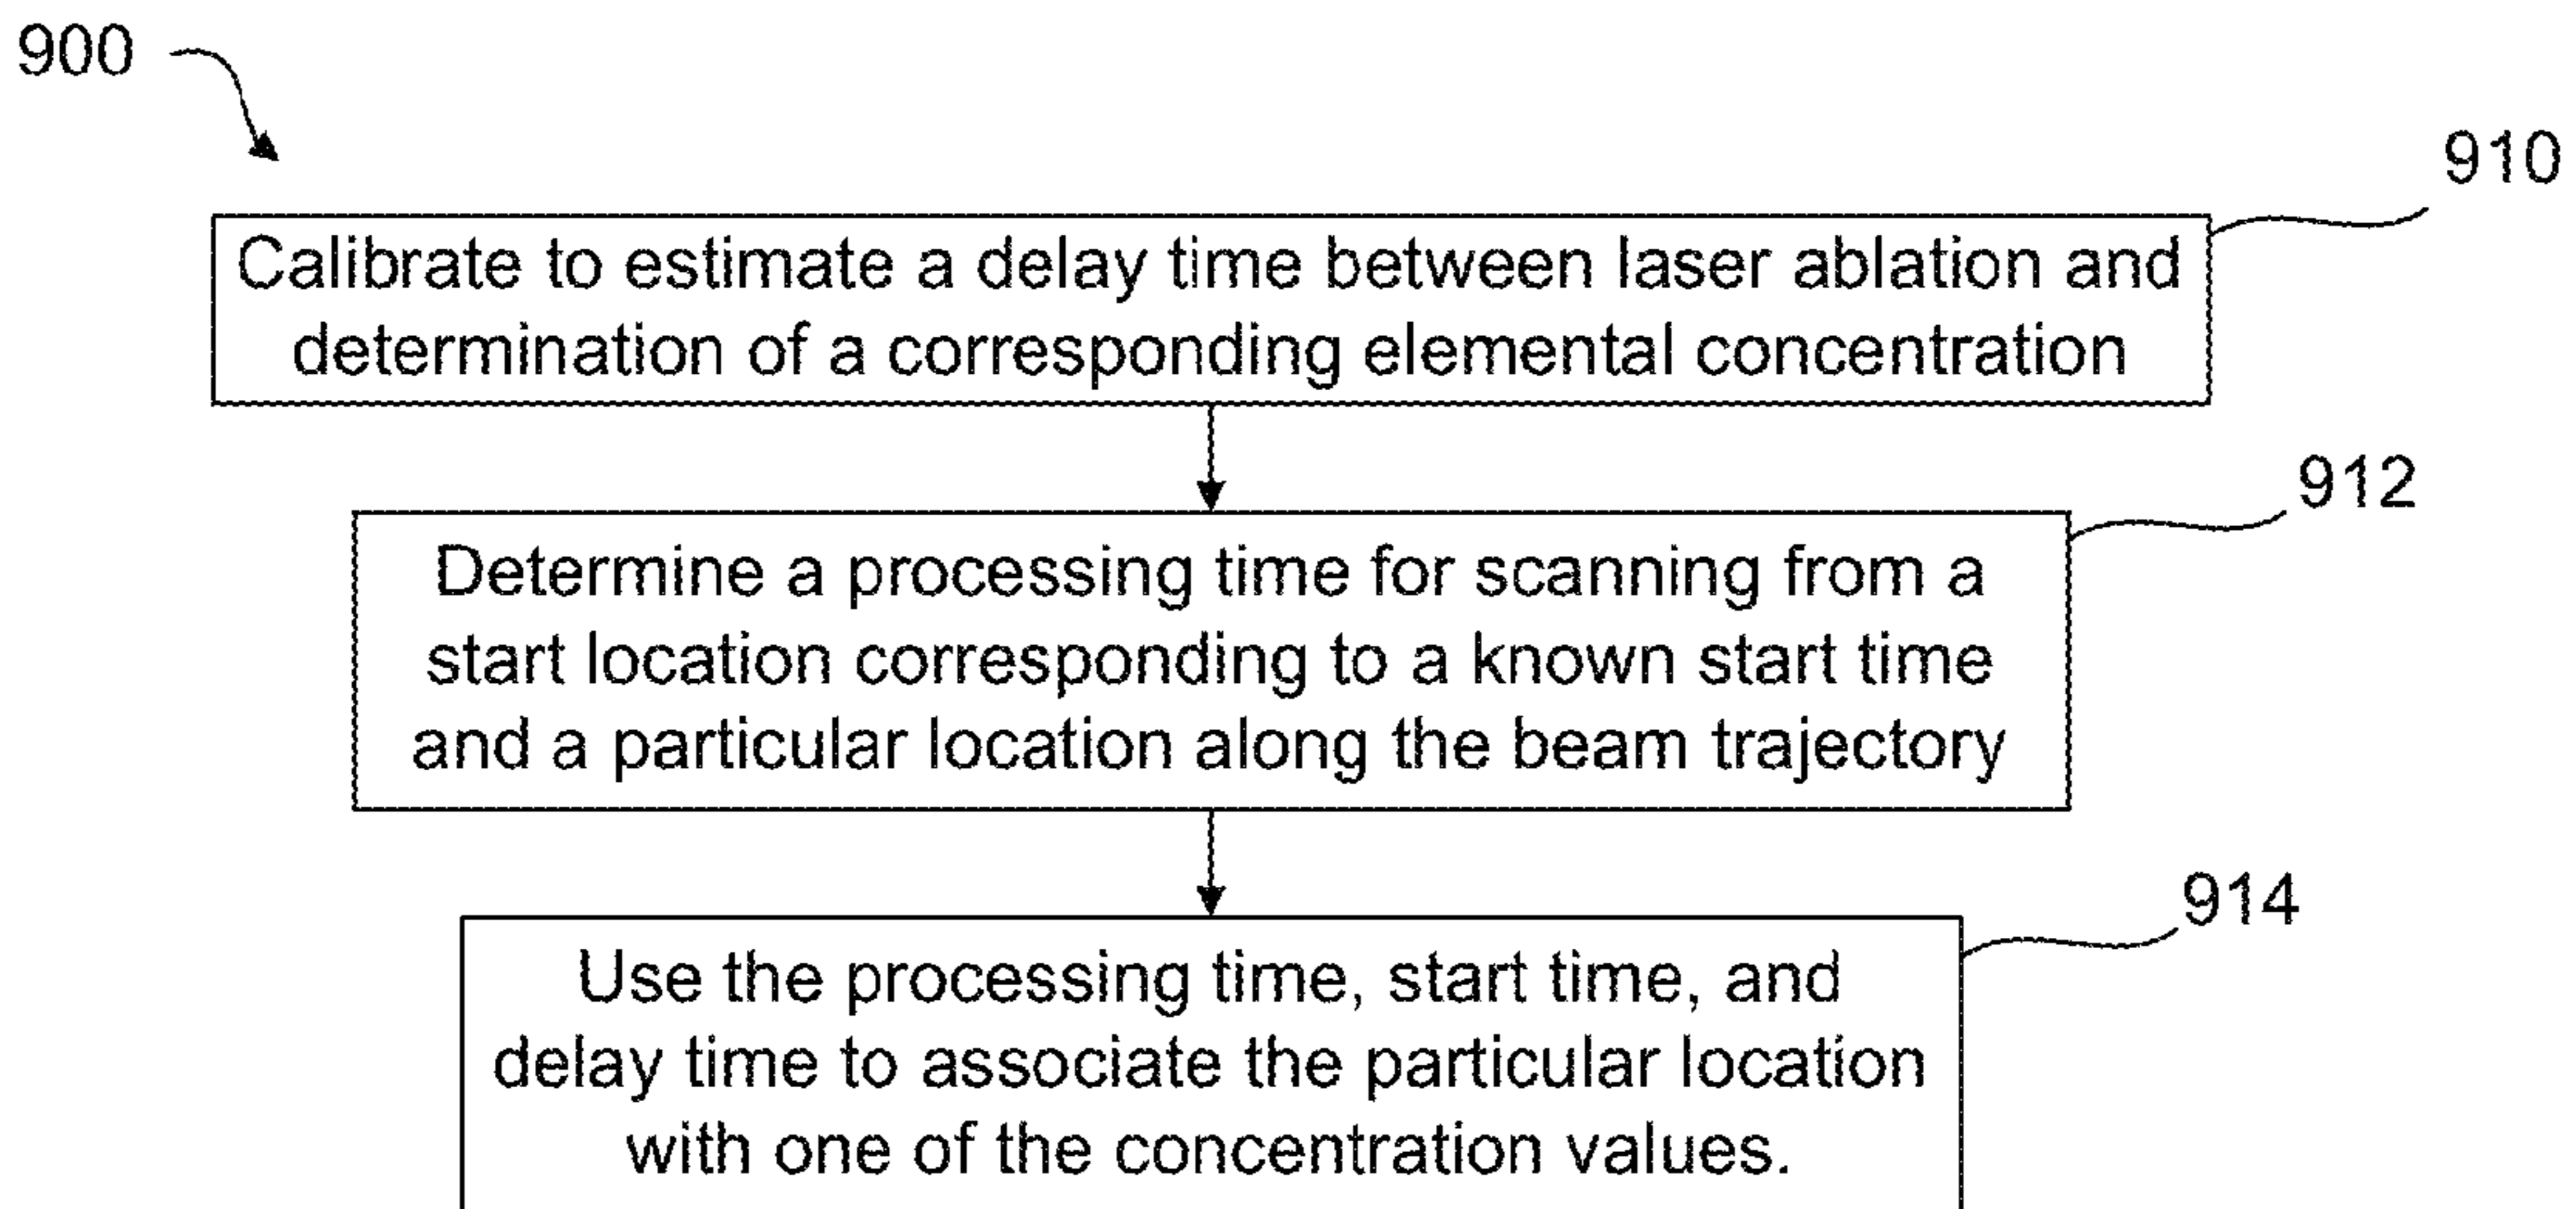 900
910
Calibrate to estimate a delay time between laser ablation and
determination of a corresponding elemental concentration
912
Determine a processing time for scanning from a
start location corresponding to a known start time
and a particular location along the beam trajectory
914
Use the processing time, start time, and
delay time to associate the particular location
with one of the concentration values.